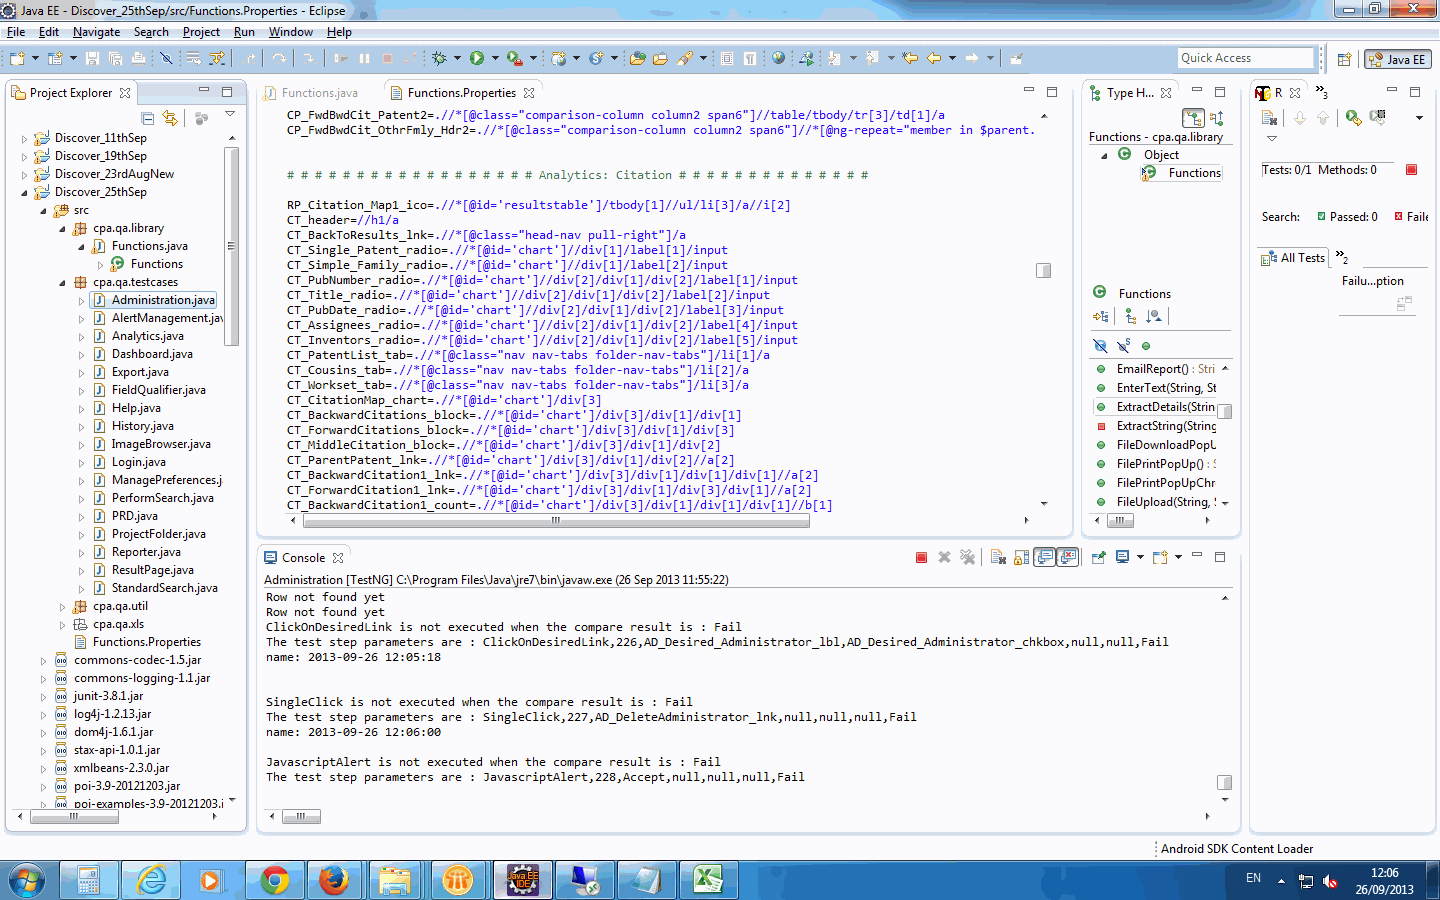 Java EE - Discover_25thSep/src/Functions.Properties - Eclipse
File Edit Navigate Search Project Run Window Help
Quick Access
Java EE
Project Explorer
Discover_11thSep
Discover_19thSep
Discover_23rdAugNew
Discover_25thSep
src
cpa.qa.library
Functions.java
Functions
cpa.qa.testcases
Administration.java
AlertManagement.jav
Analytics.java
Dashboard.java
Export.java
FieldQualifier.java
Help.java
History.java
ImageBrowser.java
Login.java
ManagePreferences.j
PerformSearch.java
PRD.java
ProjectFolder.java
Reporter.java
ResultPage.java
StandardSearch.java
cpa.qa.util
cpa.qa.xls
Functions.Properties
commons-codec-1.5.jar
commons-logging-1.1.jar
junit-3.8.1.jar
log4j-1.2.13.jar
dom4j-1.6.1.jar
stax-api-1.0.1.jar
xmlbeans-2.3.0.jar
poi-3.9-20121203.jar
poi-examples-3.9-20121203.j
Functions.java
Functions.Properties
CP_FwdBwdCit_Patent2=.//*[@class="comparison-column column2 span6"]//table/tbody/tr[3]/td[1]/a
CP_FwdBwdCit_OthrFmly_Hdr2=.//*[@class="comparison-column column2 span6"]//*[@ng-repeat="member in $parent.
# # # # # # # # # # # # # # # # # # Analytics: Citation # # # # # # # # # # # # # #
RP_Citation_Map1_ico=.//*[@id='resultstable']/tbody[1]//ul/li[3]/a//i[2]
CT_header=//h1/a
CT_BackToResults_lnk=.//*[@class="head-nav pull-right"]/a
CT_Single_Patent_radio=.//*[@id='chart']//div[1]/label[1]/input
CT_Simple_Family_radio=.//*[@id='chart']//div[1]/label[2]/input
CT_PubNumber_radio=.//*[@id='chart']//div[2]/div[1]/div[2]/label[1]/input
CT_Title_radio=.//*[@id='chart']//div[2]/div[1]/div[2]/label[2]/input
CT_PubDate_radio=.//*[@id='chart']//div[2]/div[1]/div[2]/label[3]/input
CT_Assignees_radio=.//*[@id='chart']//div[2]/div[1]/div[2]/label[4]/input
CT_Inventors_radio=.//*[@id='chart']//div[2]/div[1]/div[2]/label[5]/input
CT_PatentList_tab=.//*[@class="nav nav-tabs folder-nav-tabs"]/li[1]/a
CT_Cousins_tab=.//*[@class="nav nav-tabs folder-nav-tabs"]/li[2]/a
CT_Workset_tab=.//*[@class="nav nav-tabs folder-nav-tabs"]/li[3]/a
CT_CitationMap_chart=.//*[@id='chart']/div[3]
CT_BackwardCitations_block=.//*[@id='chart']/div[3]/div[1]/div[1]
CT_ForwardCitations_block=.//*[@id='chart']/div[3]/div[1]/div[3]
CT_MiddleCitation_block=.//*[@id='chart']/div[3]/div[1]/div[2]
CT_ParentPatent_lnk=.//*[@id='chart']/div[3]/div[1]/div[2]//a[2]
CT_BackwardCitation1_lnk=.//*[@id='chart']/div[3]/div[1]/div[1]/div[1]//a[2]
CT_ForwardCitation1_lnk=.//*[@id='chart']/div[3]/div[1]/div[3]/div[1]//a[2]
CT_BackwardCitation1_count=.//*[@id='chart']/div[3]/div[1]/div[1]/div[1]//b[1]
Type H...
Functions - cpa.qa.library
Object
Functions
Functions
EmailReport() : Stri
EnterText(String, St
ExtractDetails(Strin
ExtractString(String
FileDownloadPopU
FilePrintPopUp() : S
FilePrintPopUpChr
FileUpload(String, S
R
3
Tests: 0/1 Methods: 0
Search: Passed: 0 Faile
All Tests
2
Failu...ption
Console
Administration [TestNG] C:\Program Files\Java\jre7\bin\javaw.exe (26 Sep 2013 11:55:22)
Row not found yet
Row not found yet
ClickOnDesiredLink is not executed when the compare result is : Fail
The test step parameters are : ClickOnDesiredLink,226,AD_Desired_Administrator_lbl,AD_Desired_Administrator_chkbox,null,null,Fail
name: 2013-09-26 12:05:18
SingleClick is not executed when the compare result is : Fail
The test step parameters are : SingleClick,227,AD_DeleteAdministrator_lnk,null,null,null,Fail
name: 2013-09-26 12:06:00
JavascriptAlert is not executed when the compare result is : Fail
The test step parameters are : JavascriptAlert,228,Accept,null,null,null,Fail
Android SDK Content Loader
Java EE
IDE
EN
12:06
26/09/2013